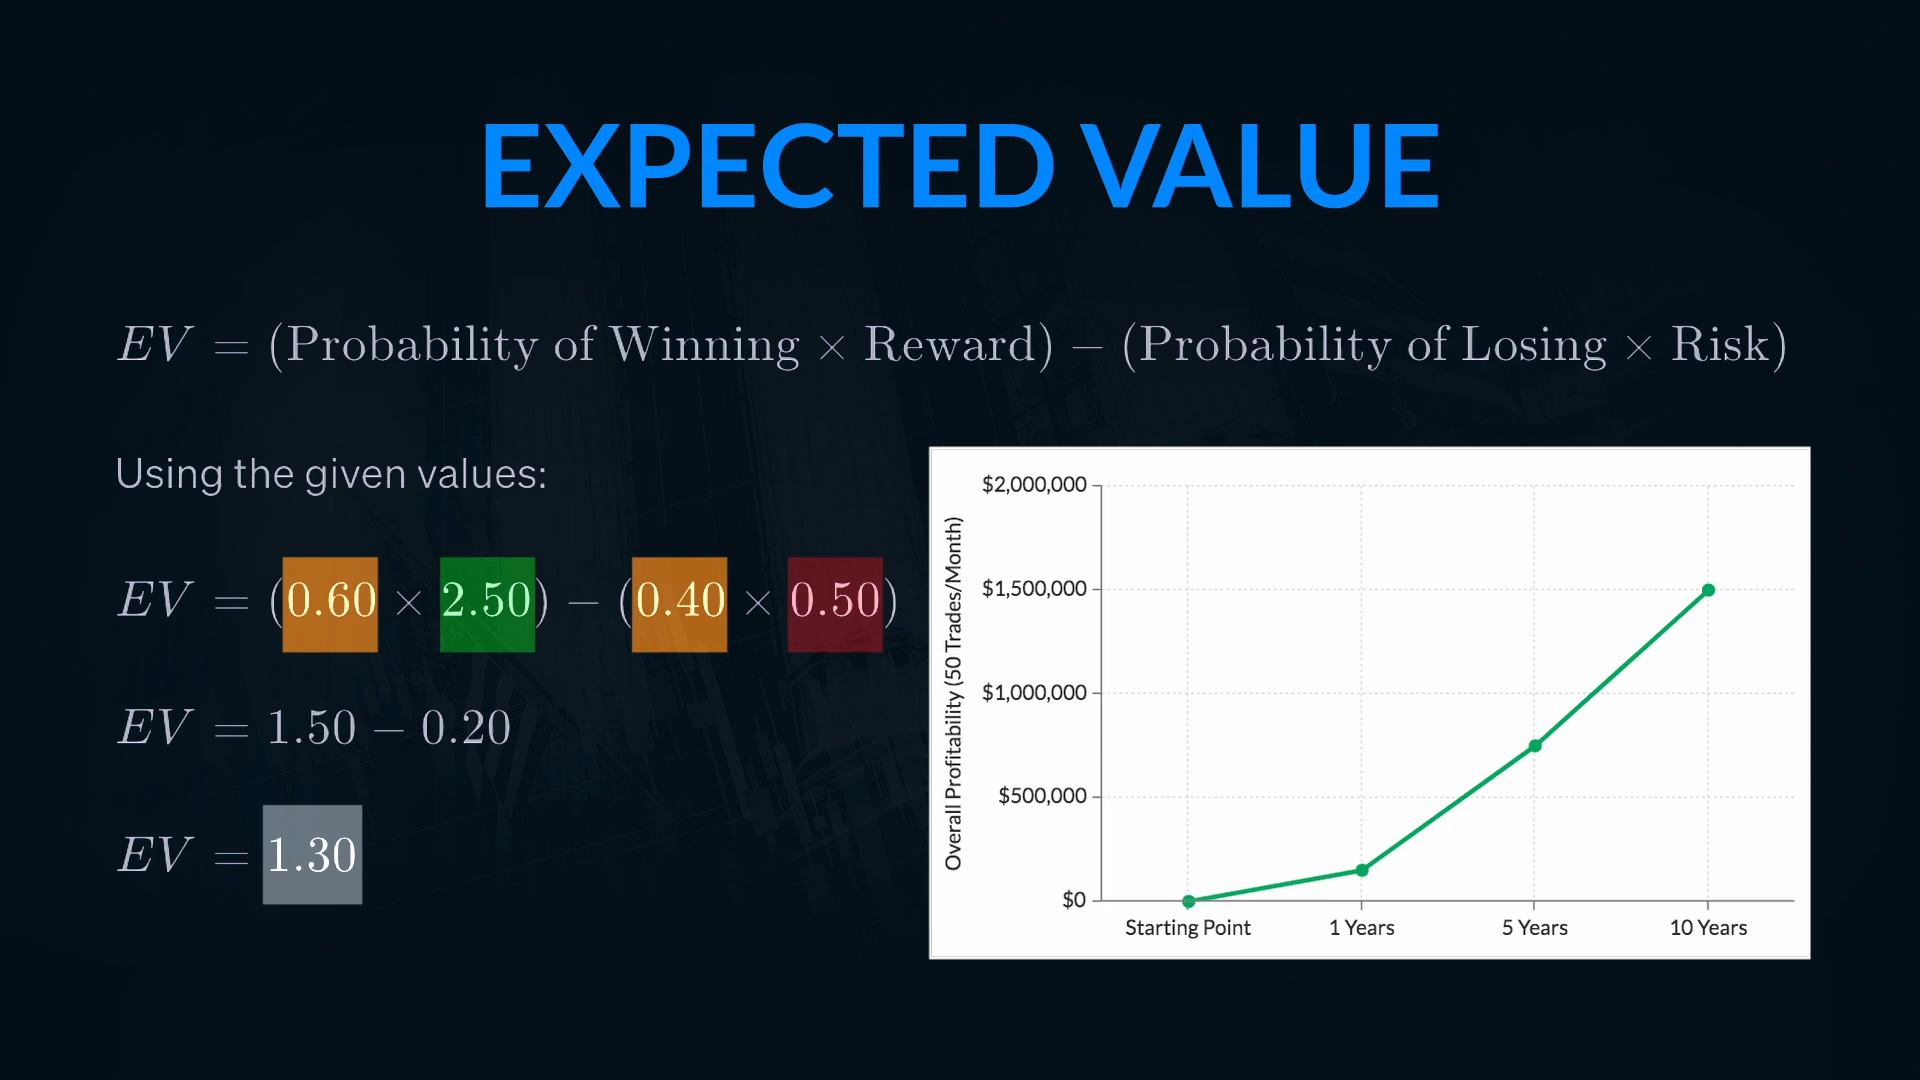 EXPECTED VALUE
EV = (Probability of Winning × Reward) − (Probability of Losing × Risk)
Using the given values:
EV = (0.60 × 2.50) − (0.40 × 0.50)
EV = 1.50 − 0.20
EV = 1.30
Overall Profitability (50 Trades/Month)
$2,000,000
$1,500,000
$1,000,000
$500,000
$0
Starting Point 1 Years 5 Years 10 Years